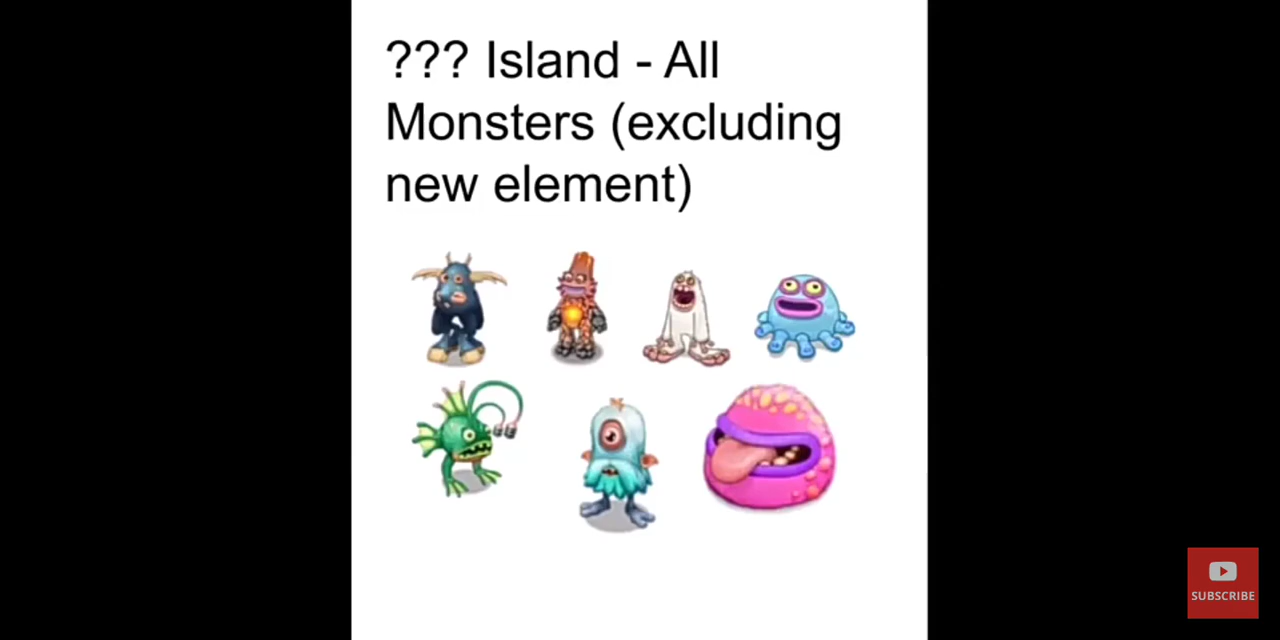 ??? Island - All
Monsters (excluding
new element)
SUBSCRIBE